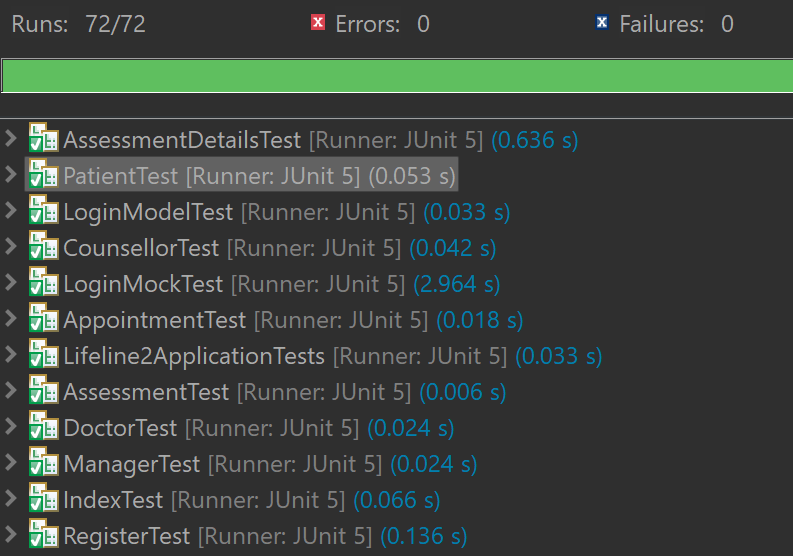 Runs: 72/72 Errors: 0 Failures: 0
AssessmentDetailsTest [Runner: JUnit 5] (0.636 s)
PatientTest [Runner: JUnit 5] (0.053 s)
LoginModelTest [Runner: JUnit 5] (0.033 s)
CounsellorTest [Runner: JUnit 5] (0.042 s)
LoginMockTest [Runner: JUnit 5] (2.964 s)
AppointmentTest [Runner: JUnit 5] (0.018 s)
Lifeline2ApplicationTests [Runner: JUnit 5] (0.033 s)
AssessmentTest [Runner: JUnit 5] (0.006 s)
DoctorTest [Runner: JUnit 5] (0.024 s)
ManagerTest [Runner: JUnit 5] (0.024 s)
IndexTest [Runner: JUnit 5] (0.066 s)
RegisterTest [Runner: JUnit 5] (0.136 s)